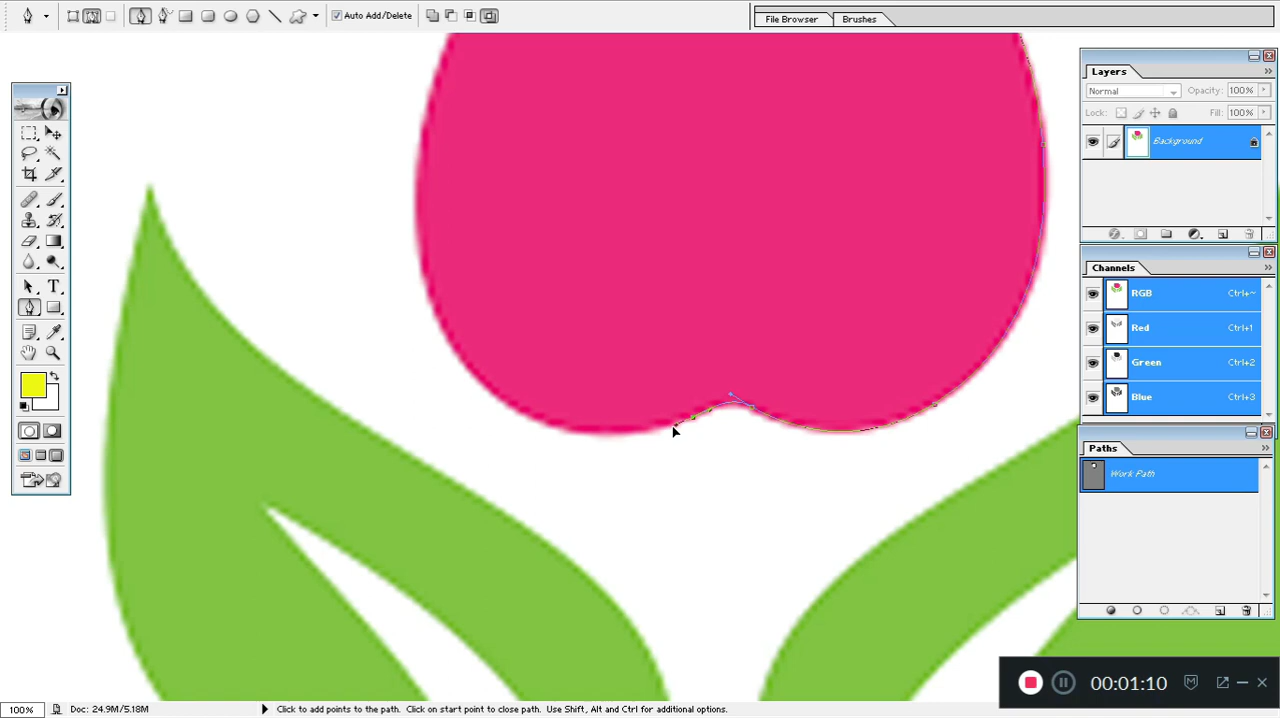 Auto Add/Delete
File Browser
Brushes
Layers
Normal
Opacity: 100%
Lock:
Fill: 100%
Background
Channels
RGB Ctrl+~
Red Ctrl+1
Green Ctrl+2
Blue Ctrl+3
Paths
Work Path
00:01:10
100%
Doc: 24.9M/5.18M
Click to add points to the path. Click on start point to close path. Use Shift, Alt and Ctrl for additional options.